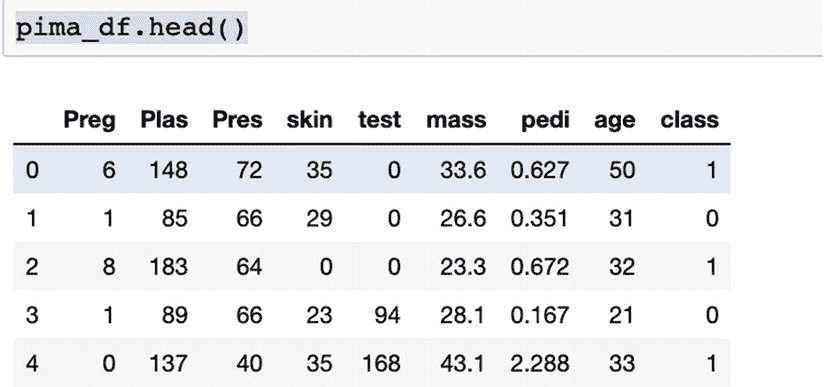 pima_df.head()
Preg Plas Pres skin test mass pedi age class
0 6 148 72 35 0 33.6 0.627 50 1
1 1 85 66 29 0 26.6 0.351 31 0
2 8 183 64 0 0 23.3 0.672 32 1
3 1 89 66 23 94 28.1 0.167 21 0
4 0 137 40 35 168 43.1 2.288 33 1